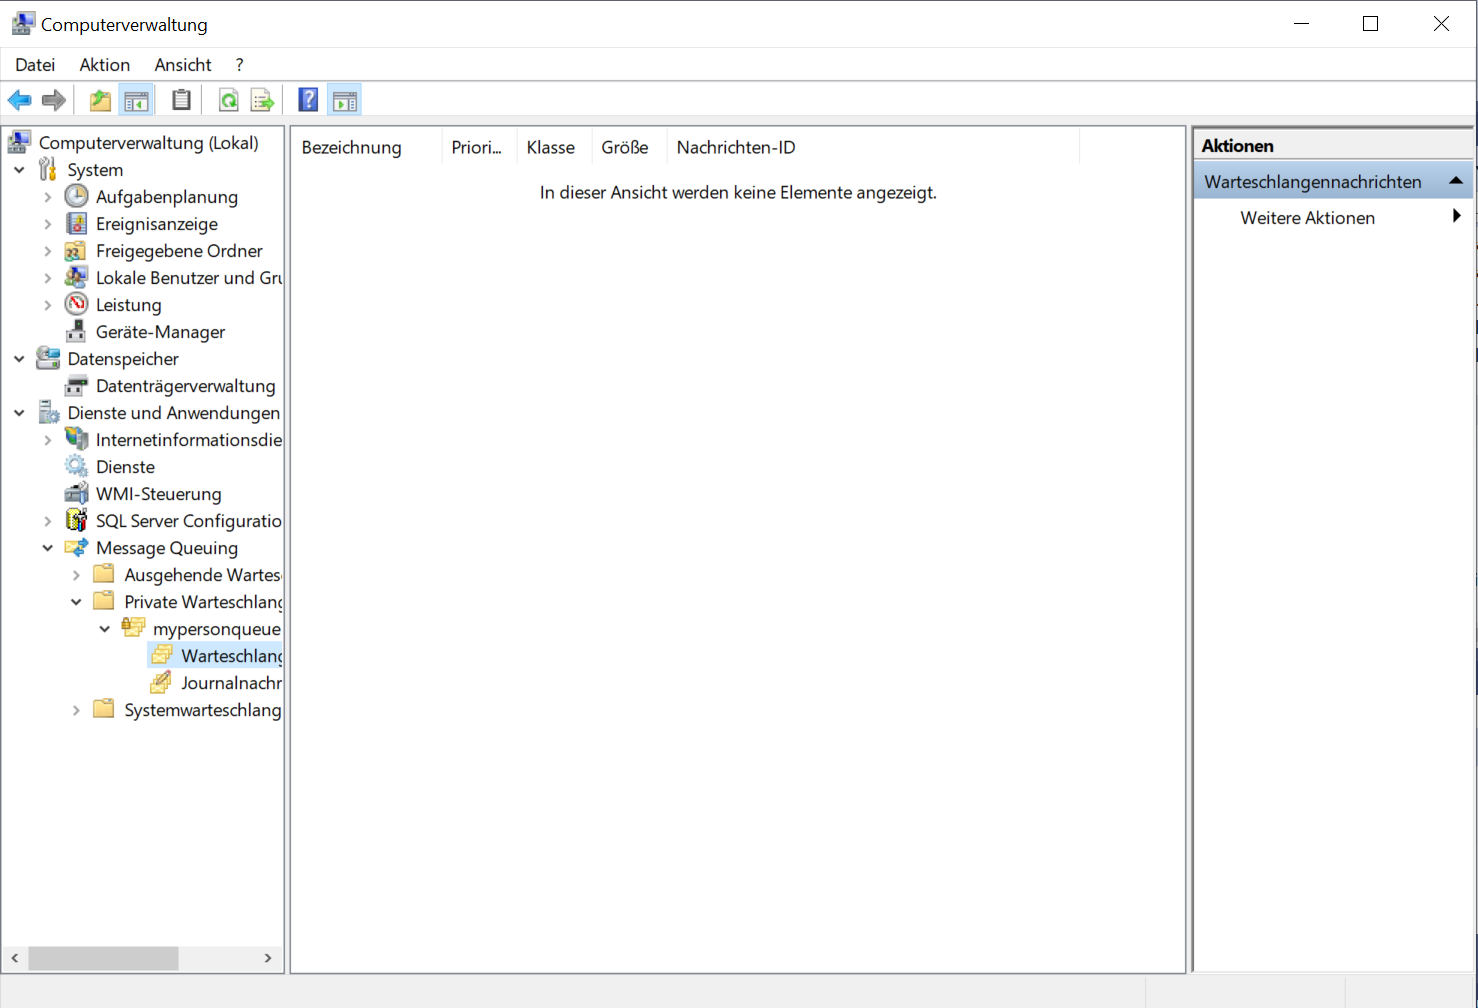 Computerverwaltung
Datei Aktion Ansicht ?
Computerverwaltung (Lokal)
System
Aufgabenplanung
Ereignisanzeige
Freigegebene Ordner
Lokale Benutzer und Gru
Leistung
Geräte-Manager
Datenspeicher
Datenträgerverwaltung
Dienste und Anwendungen
Internetinformationsdie
Dienste
WMI-Steuerung
SQL Server Configuratio
Message Queuing
Ausgehende Wartes
Private Warteschlang
mypersonqueue
Warteschlang
Journalnachr
Systemwarteschlang
Bezeichnung Priori... Klasse Größe Nachrichten-ID
In dieser Ansicht werden keine Elemente angezeigt.
Aktionen
Warteschlangennachrichten
Weitere Aktionen